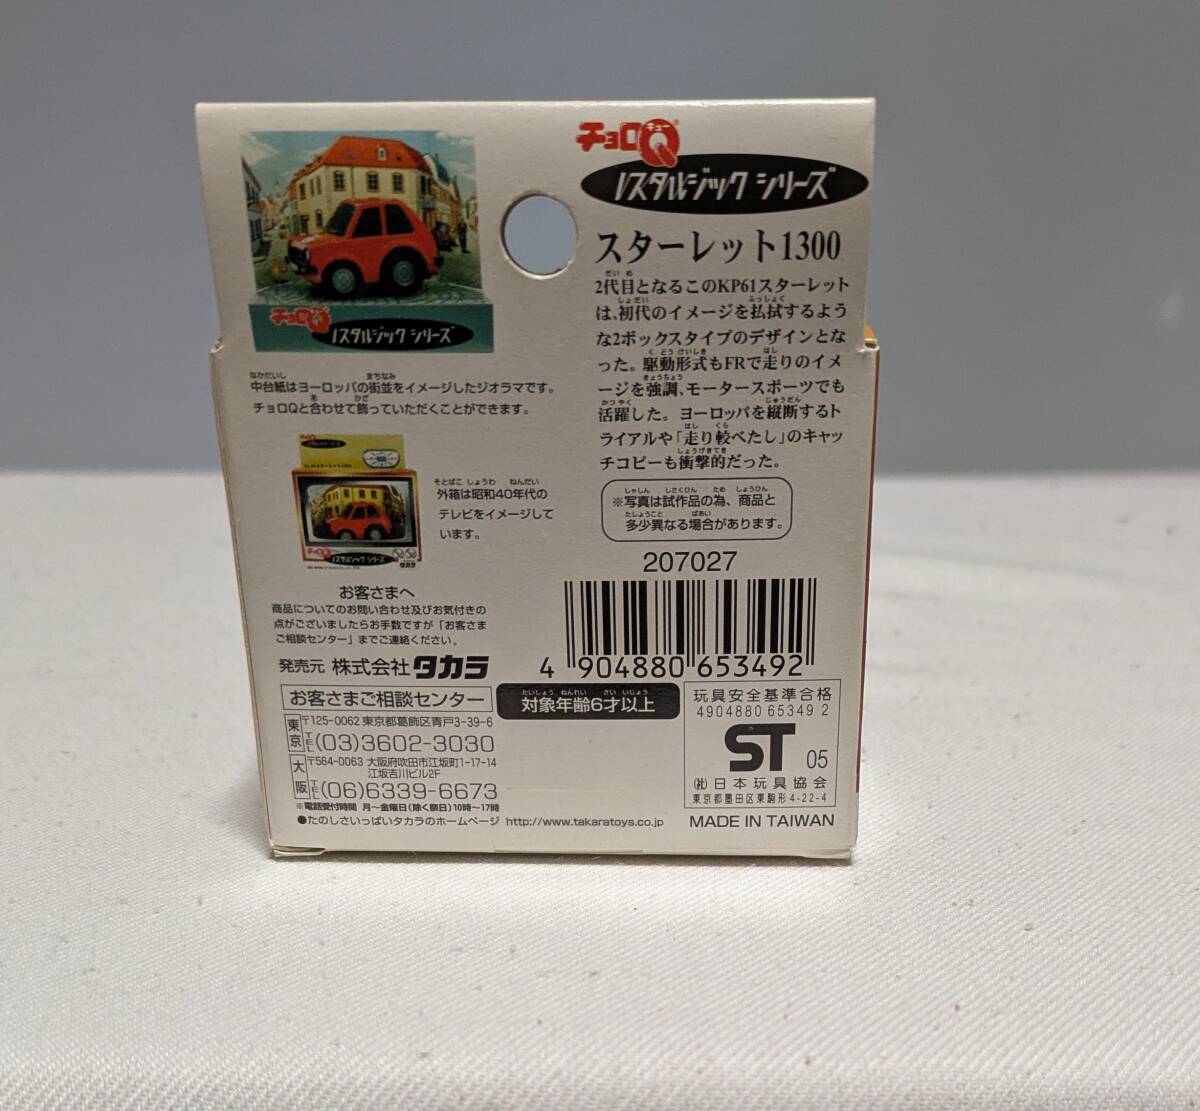 チョロQ
キュー
ノスタルジック シリーズ
スターレット1300
2代目となるこのKP61スターレット
は、初代のイメージを払拭するよう
な2ボックスタイプのデザインとな
った。駆動形式もFRで走りのイメ
ージを強調、モータースポーツでも
活躍した。ヨーロッパを縦断するト
ライアルや「走り較べたし」のキャッ
チコピーも衝撃的だった。
※写真は試作品の為、商品と
多少異なる場合があります。
207027
4 904880 653492
チョロQ
ノスタルジック シリーズ
中台紙はヨーロッパの街並をイメージしたジオラマです。
チョロQと合わせて飾っていただくことができます。
チョロQ
ノスタルジック シリーズ
タカラ
外箱は昭和40年代の
テレビをイメージして
います。
お客さまへ
商品についてのお問い合わせ及びお気付きの
点がございましたらお手数ですが「お客さま
ご相談センター」までご連絡ください。
発売元 株式会社 タカラ
お客さまご相談センター
東京
〒125-0062 東京都葛飾区青戸3-39-6
TEL (03)3602-3030
大阪
〒564-0063 大阪府吹田市江坂町1-17-14
江坂吉川ビル2F
TEL (06)6339-6673
※電話受付時間 月~金曜日(除く祭日)10時~17時
●たのしさいっぱいタカラのホームページ http://www.takaratoys.co.jp
対象年齢6才以上
玩具安全基準合格
4904880 65349 2
ST 05
(社)日本玩具協会
東京都墨田区東駒形4-22-4
MADE IN TAIWAN